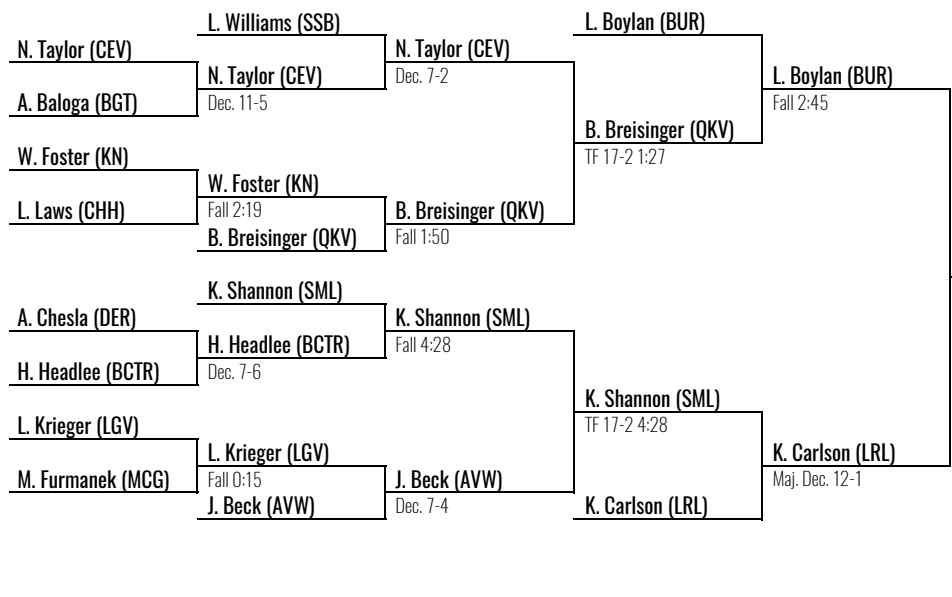 N. Taylor (CEV)
A. Baloga (BGT)
W. Foster (KN)
L. Laws (CHH)
A. Chesla (DER)
H. Headlee (BCTR)
L. Krieger (LGV)
M. Furmanek (MCG)
L. Williams (SSB)
N. Taylor (CEV)
Dec. 11-5
W. Foster (KN)
Fall 2:19
B. Breisinger (QKV)
K. Shannon (SML)
H. Headlee (BCTR)
Dec. 7-6
L. Krieger (LGV)
Fall 0:15
J. Beck (AVW)
N. Taylor (CEV)
Dec. 7-2
B. Breisinger (QKV)
Fall 1:50
K. Shannon (SML)
Fall 4:28
J. Beck (AVW)
Dec. 7-4
L. Boylan (BUR)
B. Breisinger (QKV)
TF 17-2 1:27
K. Shannon (SML)
TF 17-2 4:28
K. Carlson (LRL)
L. Boylan (BUR)
Fall 2:45
K. Carlson (LRL)
Maj. Dec. 12-1